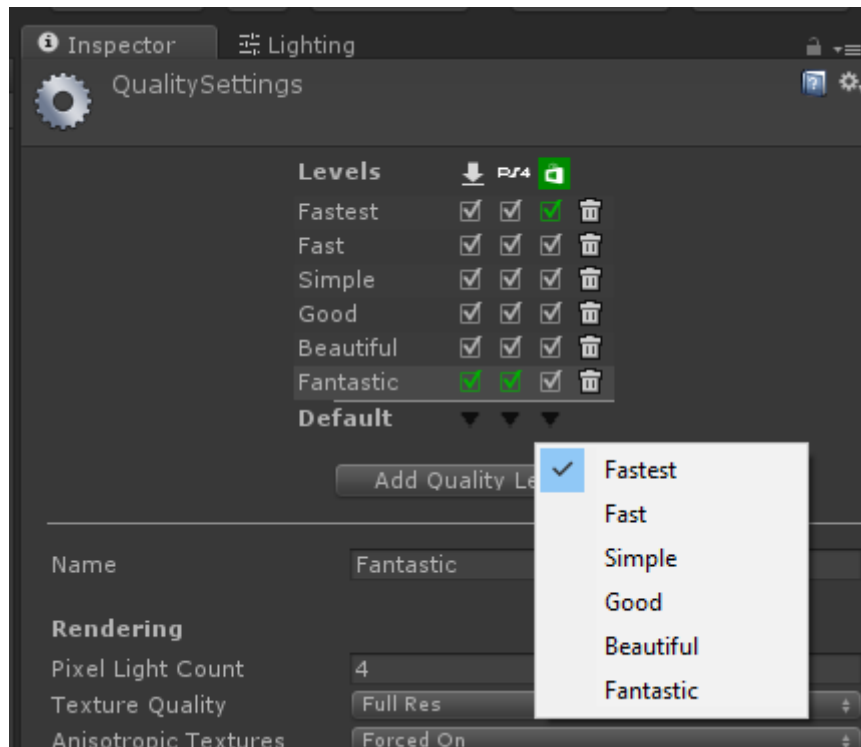 Inspector Lighting
QualitySettings
Levels PS4
Fastest
Fast
Simple
Good
Beautiful
Fantastic
Default
Add Quality Le
Fastest
Fast
Simple
Good
Beautiful
Fantastic
Name Fantastic
Rendering
Pixel Light Count 4
Texture Quality Full Res
Anisotropic Textures Forced On